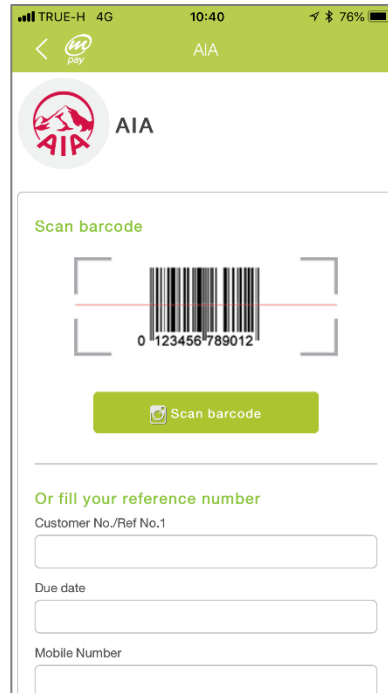 TRUE-H 4G 10:40 76%
m
pay
AIA
AIA
AIA
Scan barcode
0 123456 789012
Scan barcode
Or fill your reference number
Customer No./Ref No.1
Due date
Mobile Number